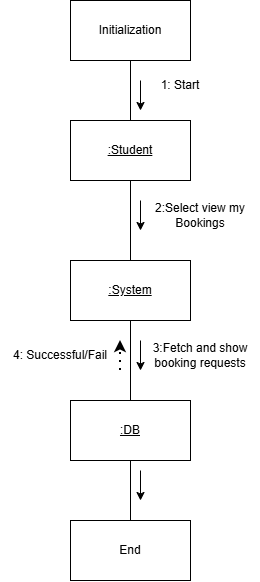 Initialization
1: Start
:Student
2:Select view my
Bookings
:System
4: Successful/Fail
3:Fetch and show
booking requests
:DB
End